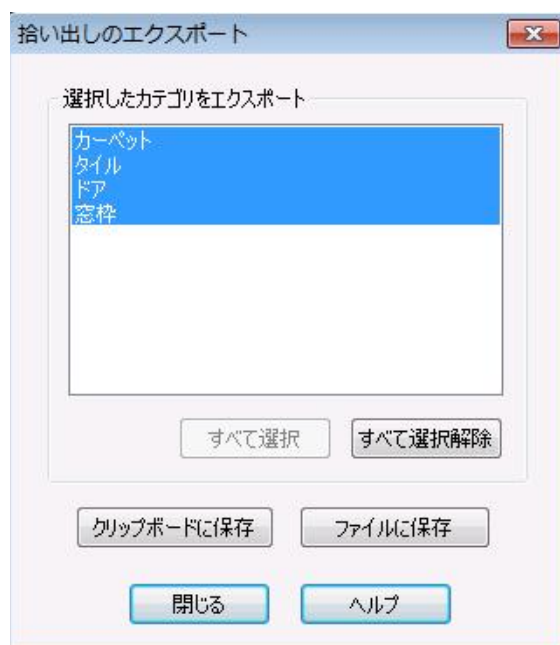 拾い出しのエクスポート
選択したカテゴリをエクスポート
カーペット
タイル
ドア
窓枠
すべて選択
すべて選択解除
クリップボードに保存
ファイルに保存
閉じる
ヘルプ